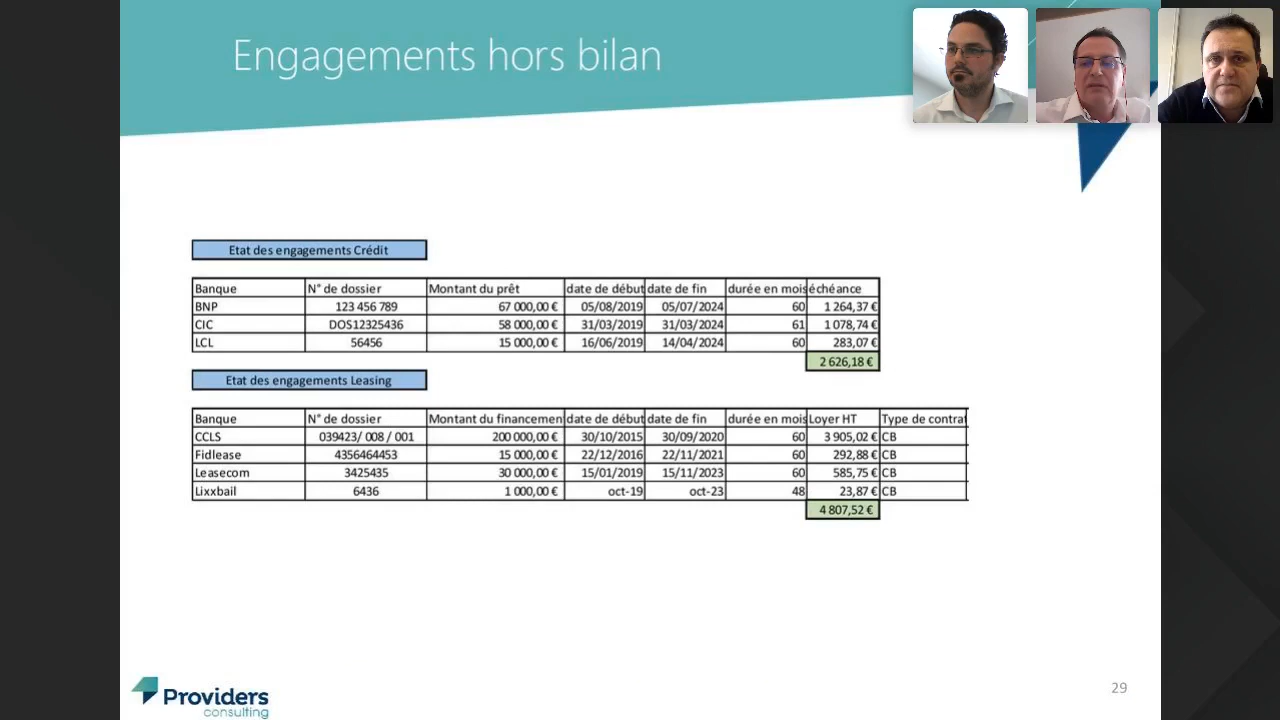 Engagements hors bilan
Etat des engagements Crédit
Banque N° de dossier Montant du prêt date de début date de fin durée en mois échéance
BNP 123 456 789 67 000,00 € 05/08/2019 05/07/2024 60 1 264,37 €
CIC DOS12325436 58 000,00 € 31/03/2019 31/03/2024 61 1 078,74 €
LCL 56456 15 000,00 € 16/06/2019 14/04/2024 60 283,07 €
2 626,18 €
Etat des engagements Leasing
Banque N° de dossier Montant du financemen date de début date de fin durée en mois Loyer HT Type de contrat
CCLS 039423/ 008 / 001 200 000,00 € 30/10/2015 30/09/2020 60 3 905,02 € CB
Fidlease 4356464453 15 000,00 € 22/12/2016 22/11/2021 60 292,88 € CB
Leasecom 3425435 30 000,00 € 15/01/2019 15/11/2023 60 585,75 € CB
Lixxbail 6436 1 000,00 € oct-19 oct-23 48 23,87 € CB
4 807,52 €
Providers
consulting
29